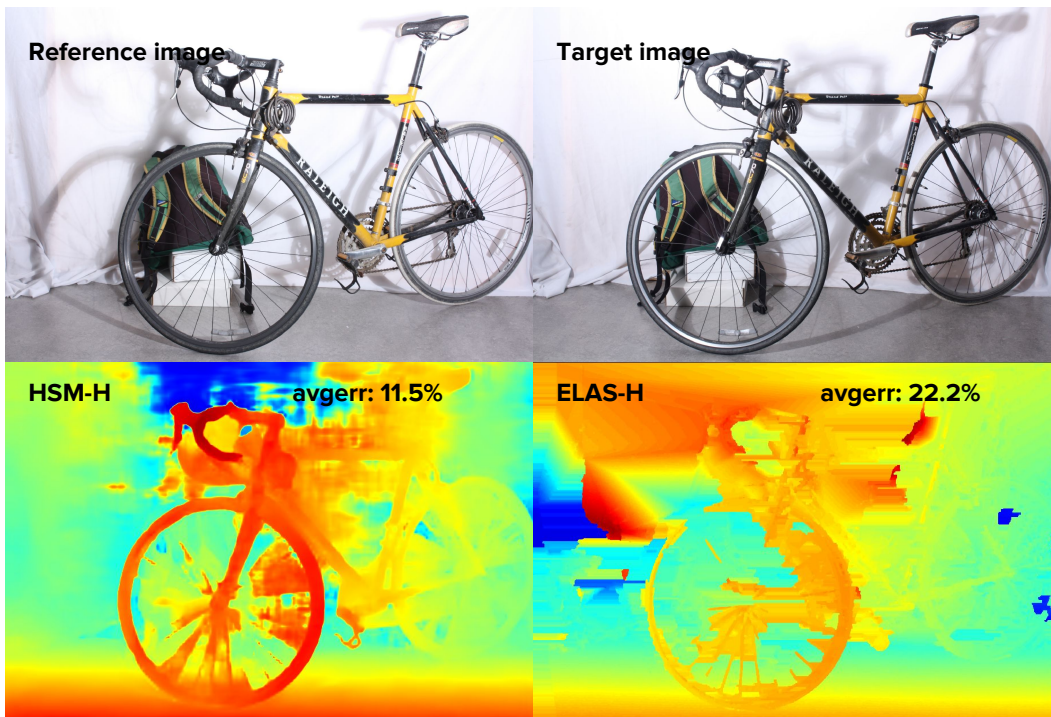 Reference image
Target image
RALEIGH
RALEIGH
HSM-H
avgerr: 11.5%
ELAS-H
avgerr: 22.2%